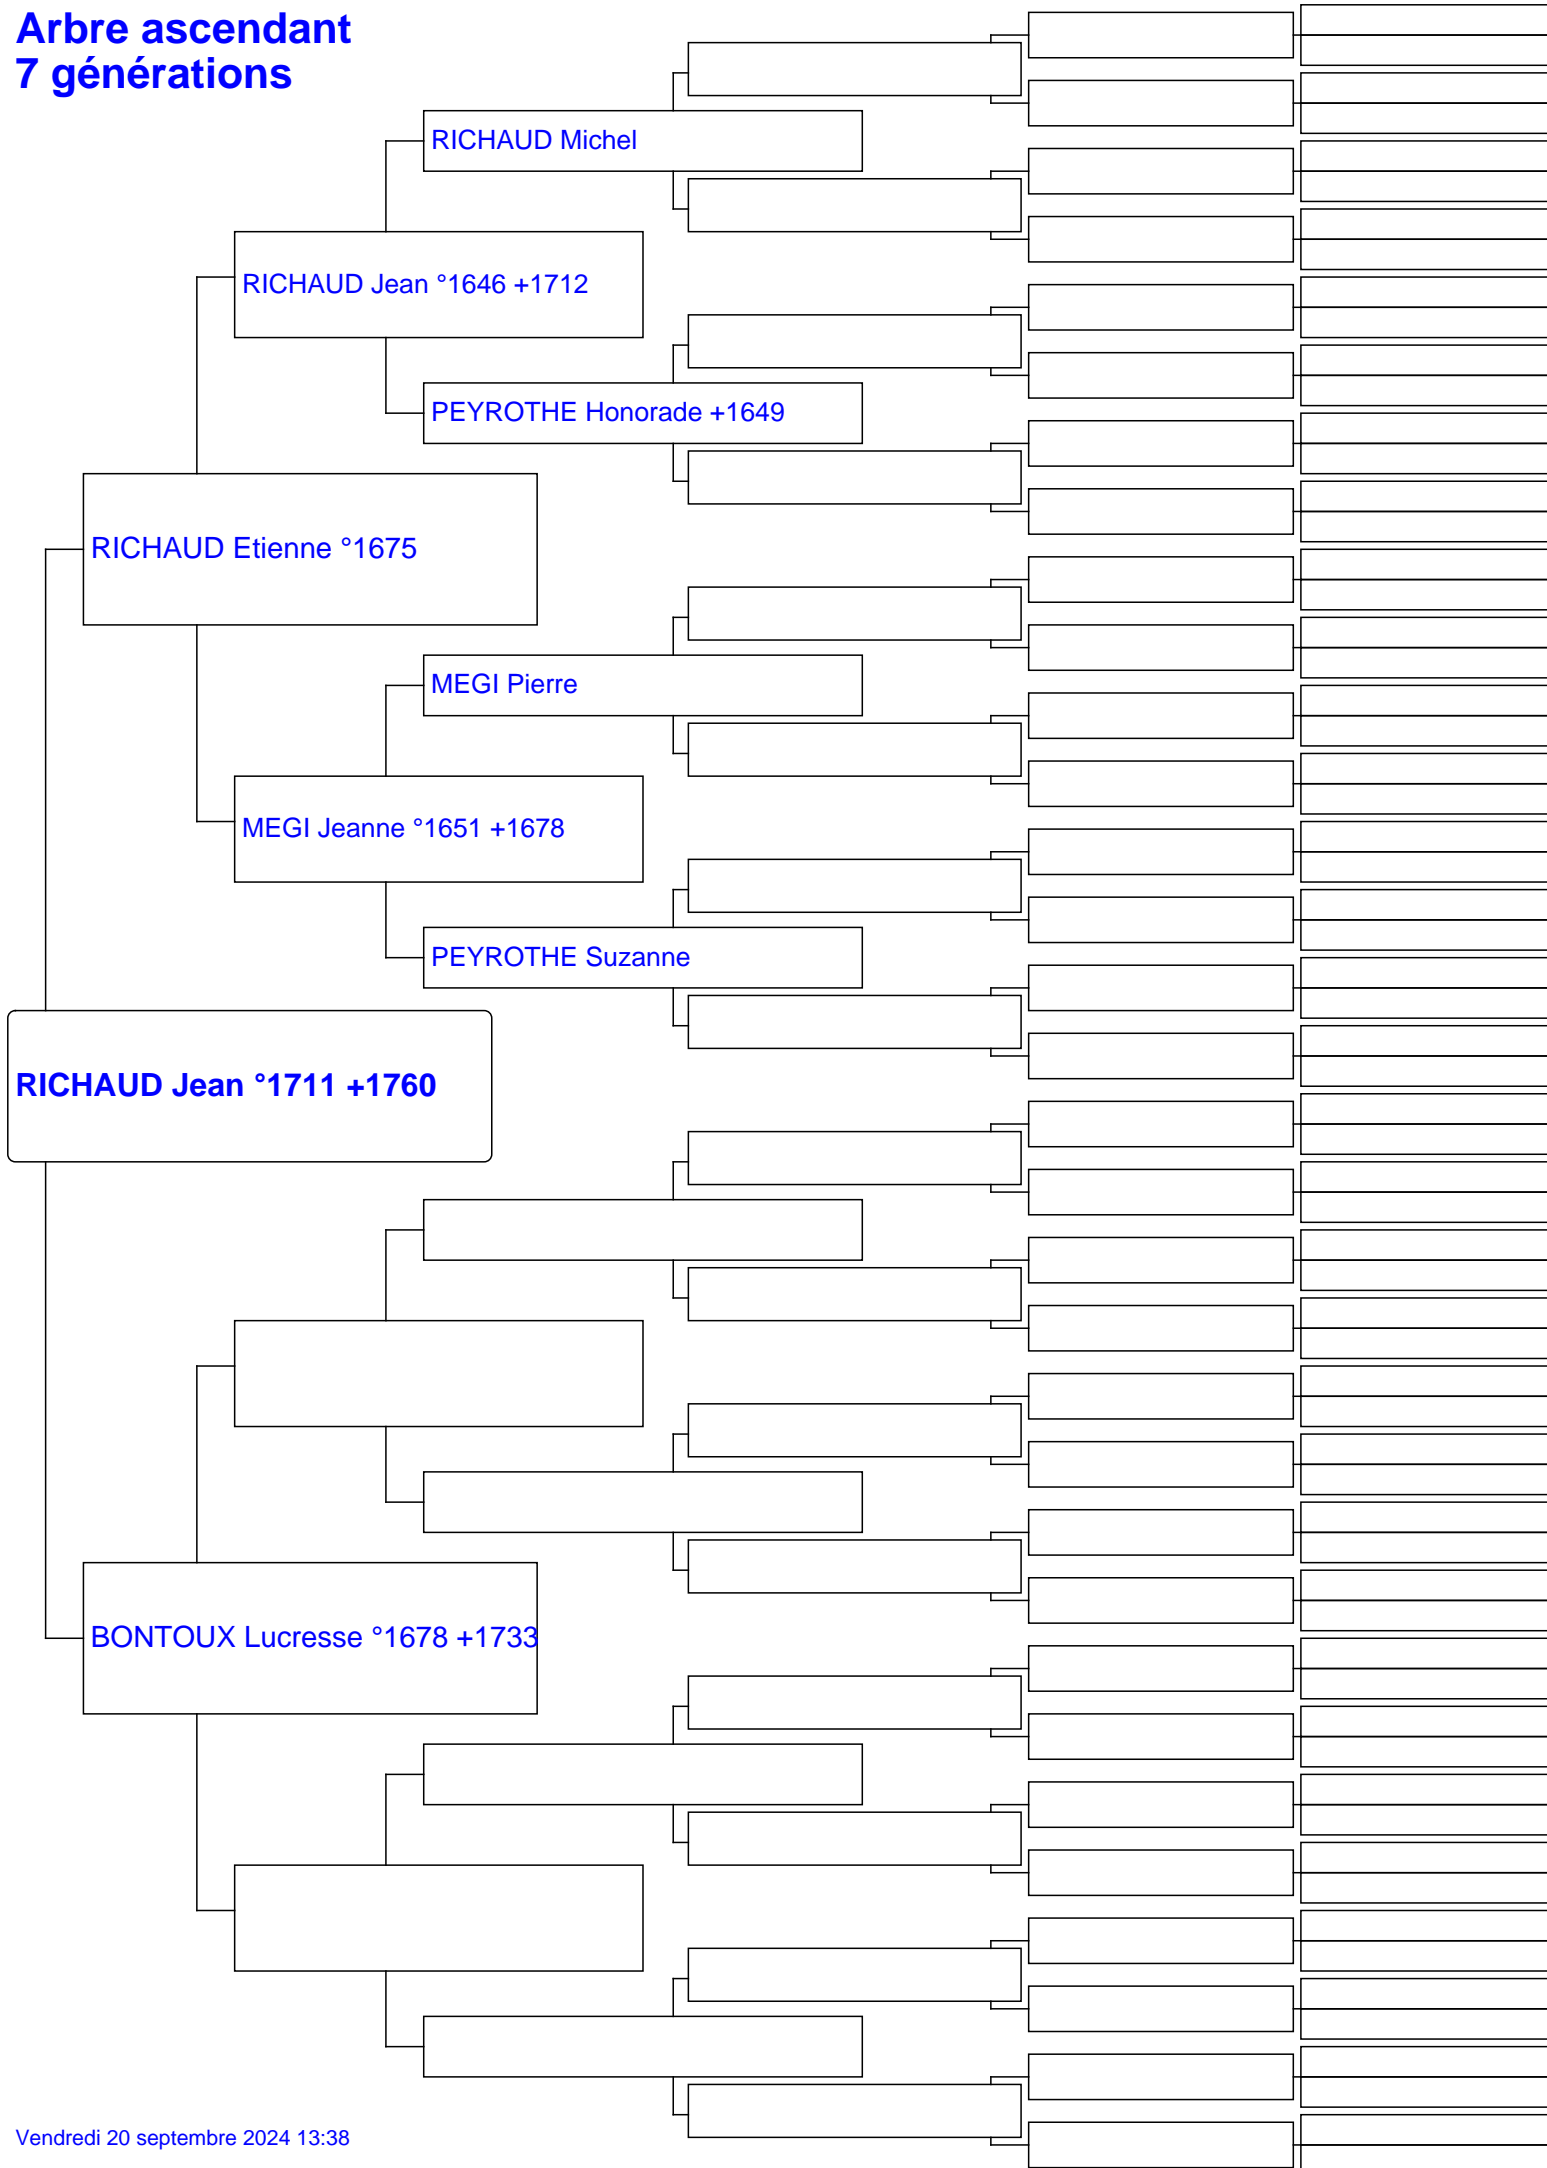 Arbre ascendant
7 générations
RICHAUD Michel
RICHAUD Jean °1646 +1712
PEYROTHE Honorade +1649
RICHAUD Etienne °1675
MEGI Pierre
MEGI Jeanne °1651 +1678
PEYROTHE Suzanne
RICHAUD Jean °1711 +1760
BONTOUX Lucresse °1678 +1733
Vendredi 20 septembre 2024 13:38